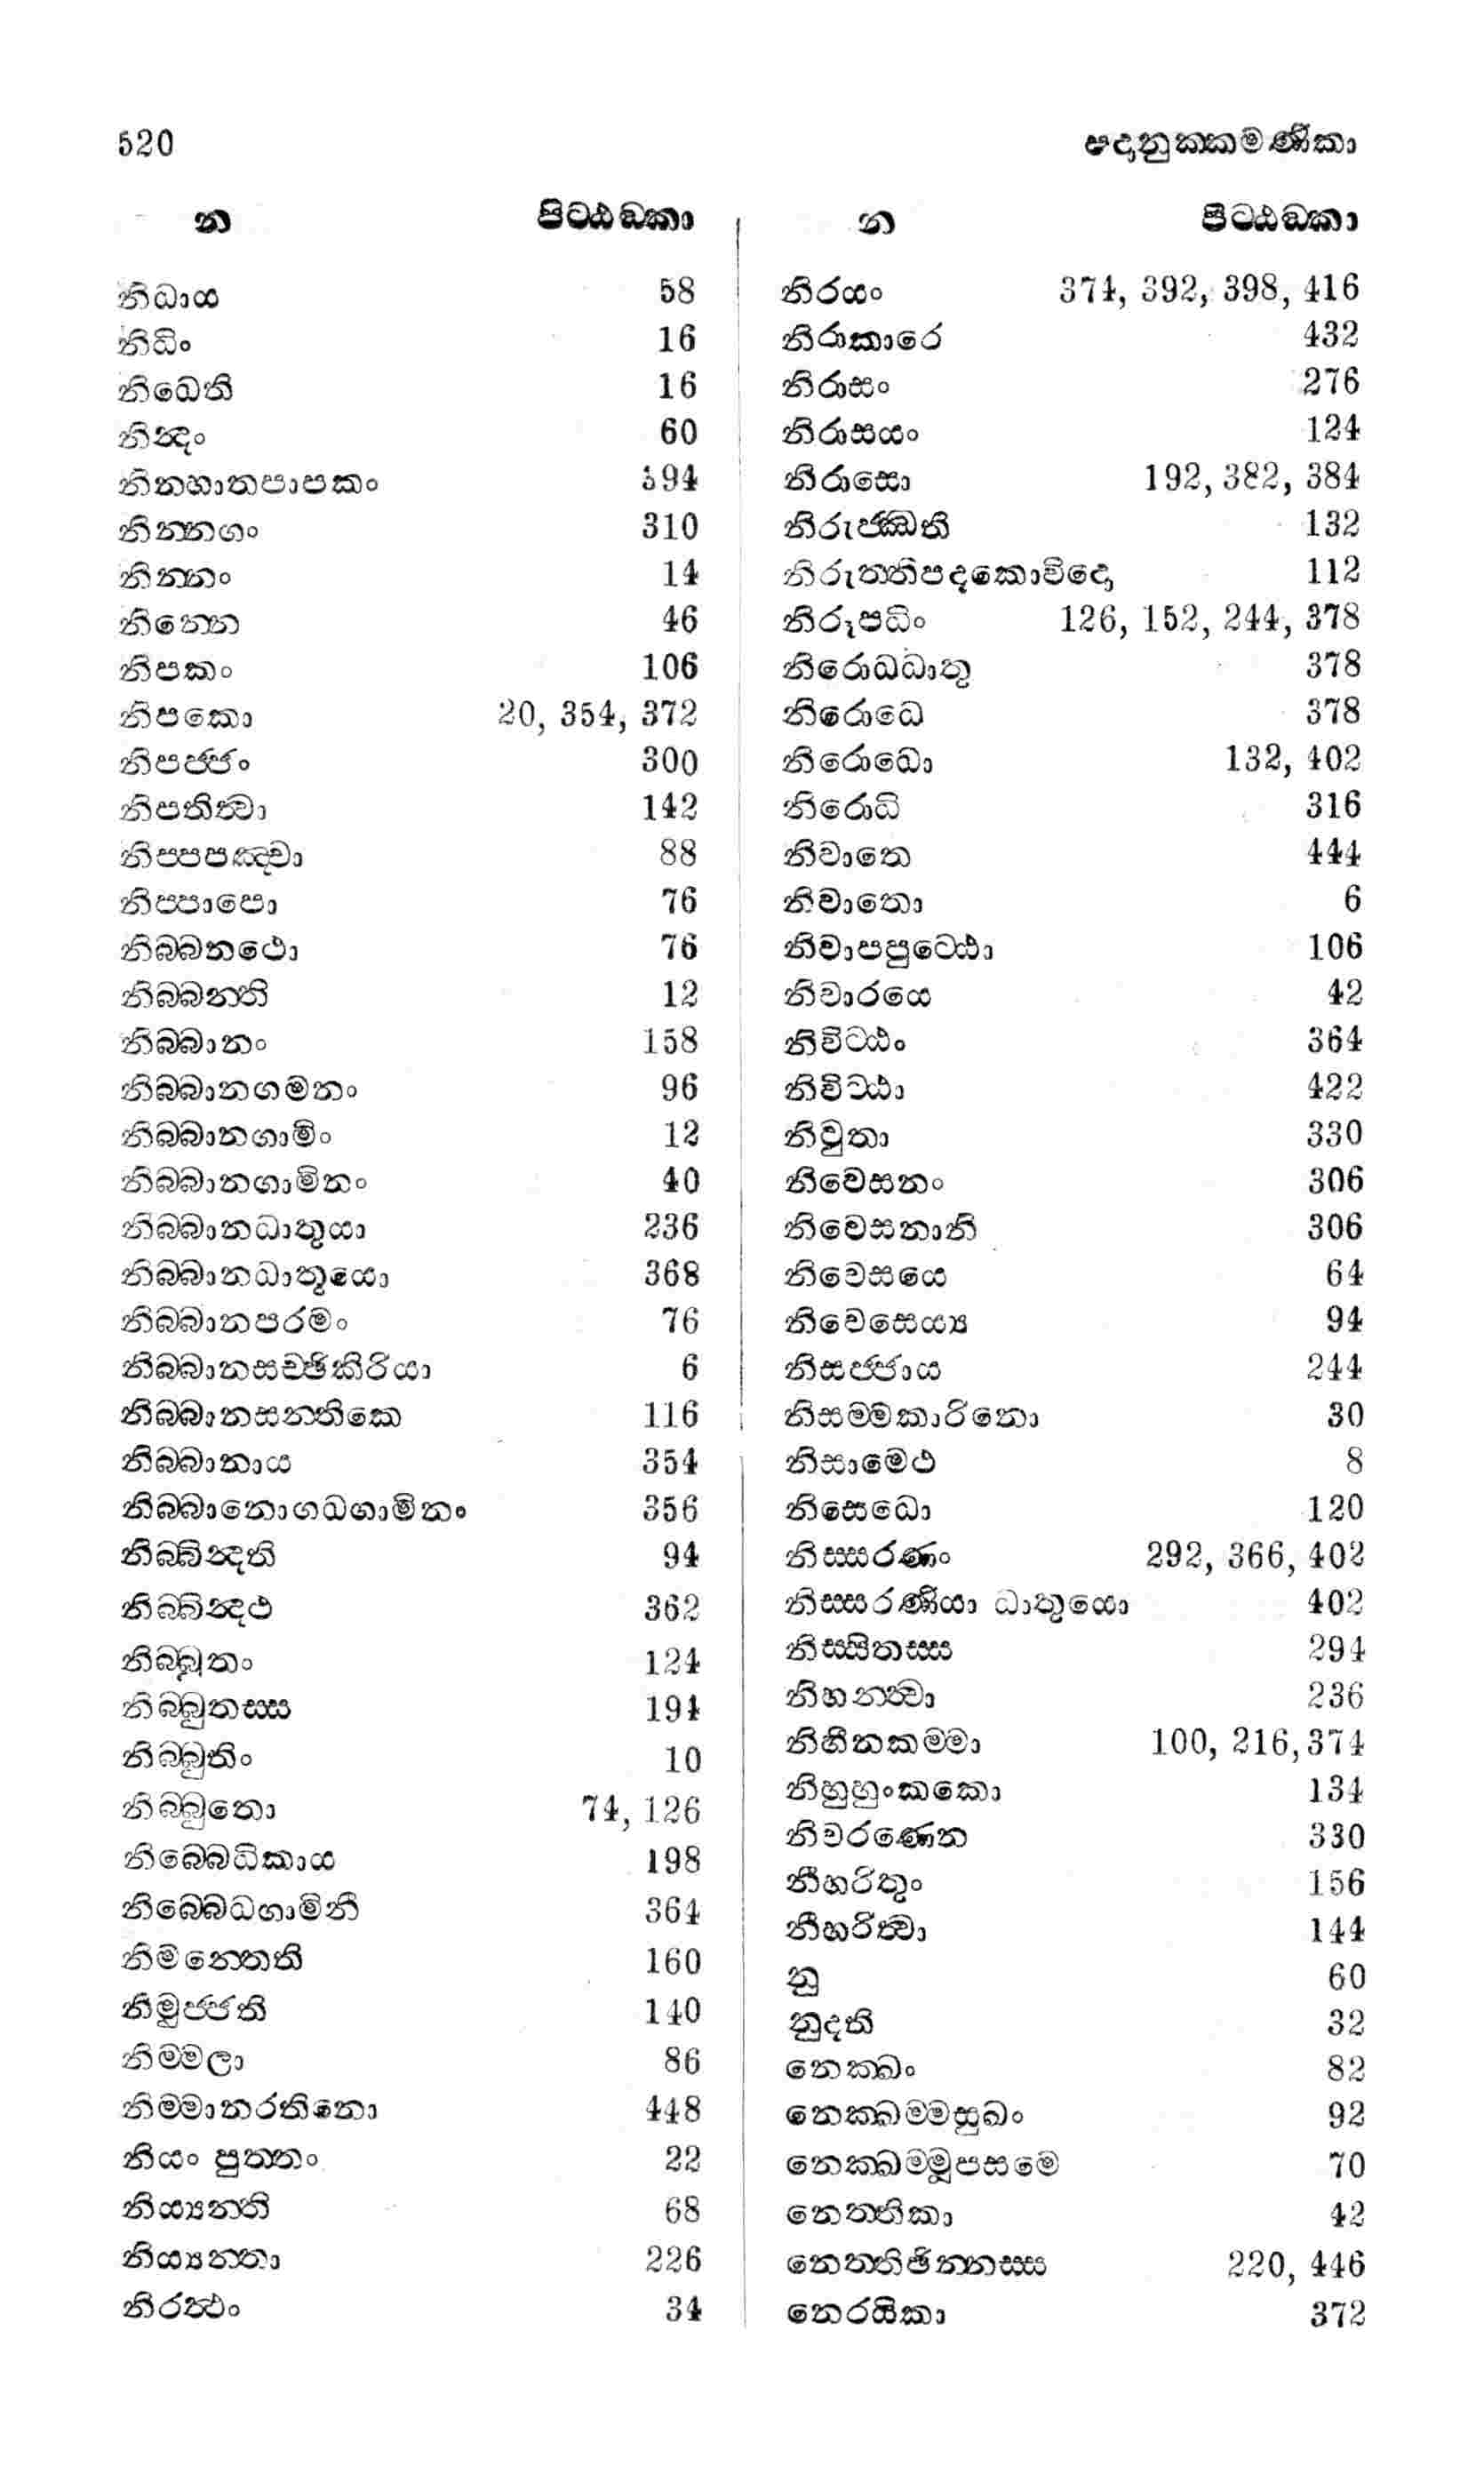 520 පදානුක්කමණිකා
න පිට්ඨඞ්කා
නිධාය 58
නිධිං 16
නිධෙති 16
නින්දං 60
නින්හාතපාපකං 394
නින්නගං 310
නින්නං 14
නින්නෙ 46
නිපකං 106
නිපකො 20, 354, 372
නිපජ්ජං 300
නිපතිත්වා 142
නිප්පපඤ්චා 88
නිප්පාපො 76
නිබ්බනථො 76
නිබ්බන්ති 12
නිබ්බානං 158
නිබ්බානගමනං 96
නිබ්බානගාමිං 12
නිබ්බානගාමිනං 40
නිබ්බානධාතුයා 236
නිබ්බානධාතූයො 368
නිබ්බානපරමං 76
නිබ්බානසච්ඡිකිරියා 6
නිබ්බානසන්තිකෙ 116
නිබ්බානාය 354
නිබ්බානොගධගාමිනං 356
නිබ්බින්දති 94
නිබ්බින්දථ 362
නිබ්බුතං 124
නිබ්බුතස්ස 194
නිබ්බුතිං 10
නිබ්බුතො 74, 126
නිබ්බෙධිකාය 198
නිබ්බෙධගාමිනී 364
නිමන්තෙති 160
නිමුජ්ජති 140
නිම්මලා 86
නිම්මානරතිනො 448
නියං පුත්තං 22
නිය්‍යන්ති 68
නිය්‍යන්තා 226
නිරත්ථං 34
න පිට්ඨඞ්කා
නිරයං 374, 392, 398, 416
නිරාකාරෙ 432
නිරාසං 276
නිරාසයං 124
නිරාසො 192, 382, 384
නිරුජ්ඣති 132
නිරුත්තිපදකොවිදො 112
නිරූපධිං 126, 152, 244, 378
නිරොධධාතු 378
නිරොධෙ 378
නිරොධො 132, 402
නිරොධි 316
නිවාතෙ 444
නිවාතො 6
නිවාපපුට්ඨො 106
නිවාරයෙ 42
නිවිට්ඨං 364
නිවිට්ඨා 422
නිවුතා 330
නිවෙසනං 306
නිවෙසනානි 306
නිවෙසයෙ 64
නිවෙසෙය්‍ය 94
නිසජ්ජාය 244
නිසම්මකාරිනො 30
නිසාමෙථ 8
නිසෙධො 120
නිස්සරණං 292, 366, 402
නිස්සරණියා ධාතුයො 402
නිස්සිතස්ස 294
නිහන්ත්වා 236
නිහීනකම්මා 100, 216, 374
නිහුහුංකකො 134
නිවරණෙන 330
නීහරිතුං 156
නීහරිත්වා 144
නු 60
නුදති 32
නෙක්ඛං 82
නෙක්ඛම්මසුඛං 92
නෙක්ඛම්මූපසමෙ 70
නෙත්තිකා 42
නෙත්තිඡින්නස්ස 220, 446
නෙරයිකා 372